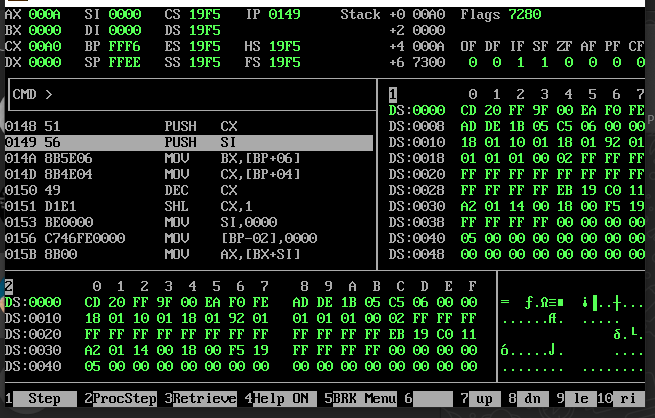 AX 000A SI 0000 CS 19F5 IP 0149 Stack +0 00A0 Flags 7280
BX 0000 DI 0000 DS 19F5 +2 0000
CX 00A0 BP FFF6 ES 19F5 HS 19F5 +4 000A OF DF IF SF ZF AF PF CF
DX 0000 SP FFEE SS 19F5 FS 19F5 +6 7300 0 0 1 1 0 0 0 0
CMD > 1 0 1 2 3 4 5 6 7
DS:0000 CD 20 FF 9F 00 EA F0 FE
DS:0008 AD DE 1B 05 C5 06 00 00
0148 51 PUSH CX
0149 56 PUSH SI DS:0010 18 01 10 01 18 01 92 01
014A 8B5E06 MOV BX,[BP+06] DS:0018 01 01 01 00 02 FF FF FF
014D 8B4E04 MOV CX,[BP+04] DS:0020 FF FF FF FF FF FF FF FF
0150 49 DEC CX DS:0028 FF FF FF FF EB 19 C0 11
0151 D1E1 SHL CX,1 DS:0030 A2 01 14 00 18 00 F5 19
0153 BE0000 MOV SI,0000 DS:0038 FF FF FF FF 00 00 00 00
0156 C746FE0000 MOV [BP-02],0000 DS:0040 05 00 00 00 00 00 00 00
015B 8B00 MOV AX,[BX+SI] DS:0048 00 00 00 00 00 00 00 00
2 0 1 2 3 4 5 6 7 8 9 A B C D E F
DS:0000 CD 20 FF 9F 00 EA F0 FE AD DE 1B 05 C5 06 00 00
DS:0010 18 01 10 01 18 01 92 01 01 01 01 00 02 FF FF FF
DS:0020 FF FF FF FF FF FF FF FF FF FF FF FF EB 19 C0 11
DS:0030 A2 01 14 00 18 00 F5 19 FF FF FF FF 00 00 00 00
DS:0040 05 00 00 00 00 00 00 00 00 00 00 00 00 00 00 00
1 Step 2ProcStep 3Retrieve 4Help ON 5BRK Menu 6 7 up 8 dn 9 le 10 ri